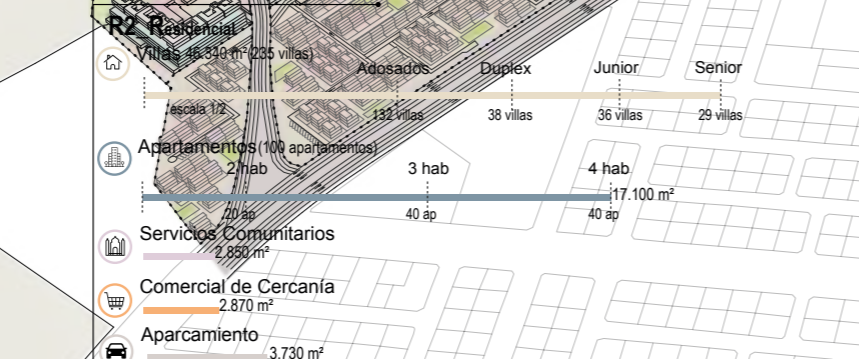 R2 Residencial
Villas 46.340 m² (235 villas)
Adosados Duplex Junior Senior
escala 1/2
132 villas 38 villas 36 villas 29 villas
Apartamentos (100 apartamentos)
2 hab 3 hab 4 hab
17.100 m²
20 ap 40 ap 40 ap
Servicios Comunitarios
2.850 m²
Comercial de Cercanía
2.870 m²
Aparcamiento
3.730 m²